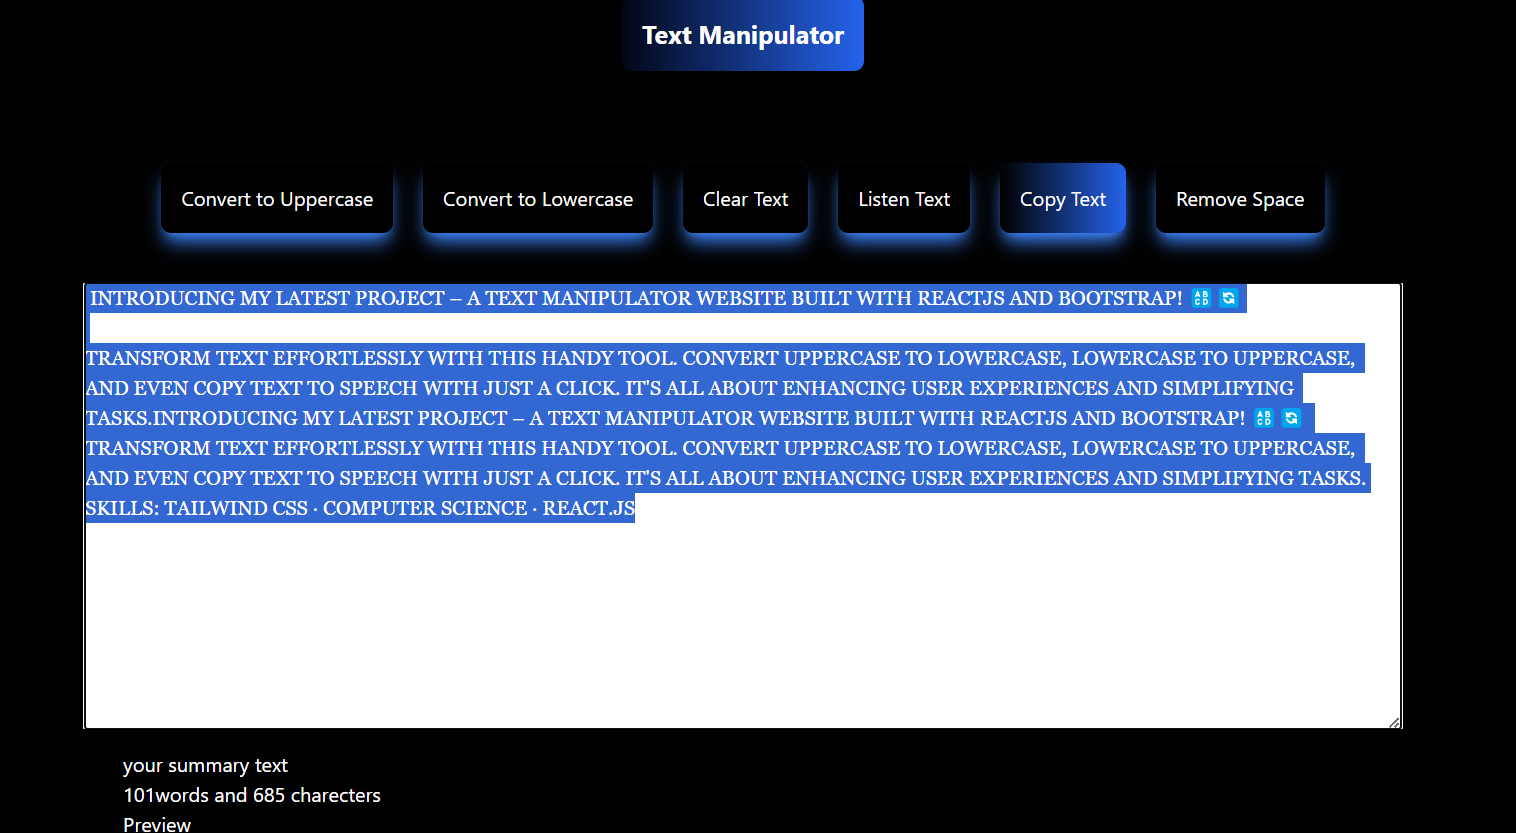 Text Manipulator
Convert to Uppercase
Convert to Lowercase
Clear Text
Listen Text
Copy Text
Remove Space
INTRODUCING MY LATEST PROJECT – A TEXT MANIPULATOR WEBSITE BUILT WITH REACTJS AND BOOTSTRAP! 🔠 🔄
TRANSFORM TEXT EFFORTLESSLY WITH THIS HANDY TOOL. CONVERT UPPERCASE TO LOWERCASE, LOWERCASE TO UPPERCASE,
AND EVEN COPY TEXT TO SPEECH WITH JUST A CLICK. IT'S ALL ABOUT ENHANCING USER EXPERIENCES AND SIMPLIFYING
TASKS.INTRODUCING MY LATEST PROJECT – A TEXT MANIPULATOR WEBSITE BUILT WITH REACTJS AND BOOTSTRAP! 🔠 🔄
TRANSFORM TEXT EFFORTLESSLY WITH THIS HANDY TOOL. CONVERT UPPERCASE TO LOWERCASE, LOWERCASE TO UPPERCASE,
AND EVEN COPY TEXT TO SPEECH WITH JUST A CLICK. IT'S ALL ABOUT ENHANCING USER EXPERIENCES AND SIMPLIFYING TASKS.
SKILLS: TAILWIND CSS · COMPUTER SCIENCE · REACT.JS
your summary text
101words and 685 charecters
Preview